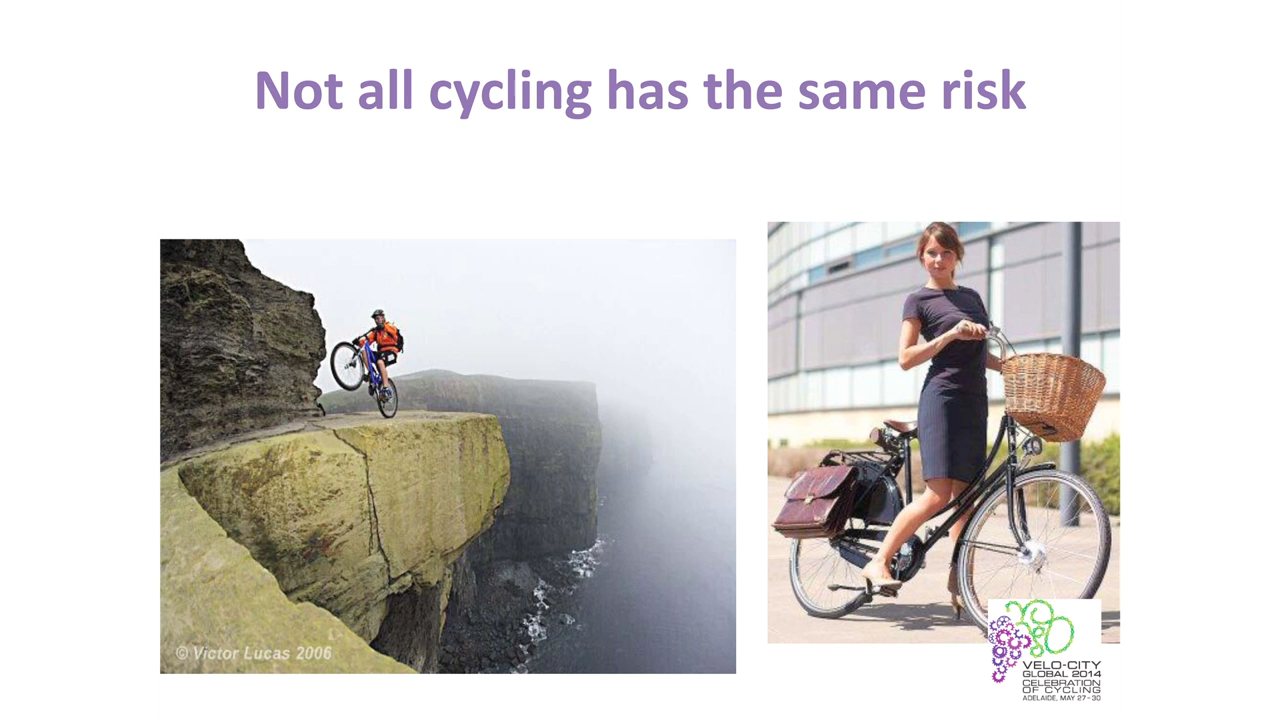 Not all cycling has the same risk
© Victor Lucas 2006
VELO-CITY
GLOBAL 2014
CELEBRATION
OF CYCLING
ADELAIDE, MAY 27-30